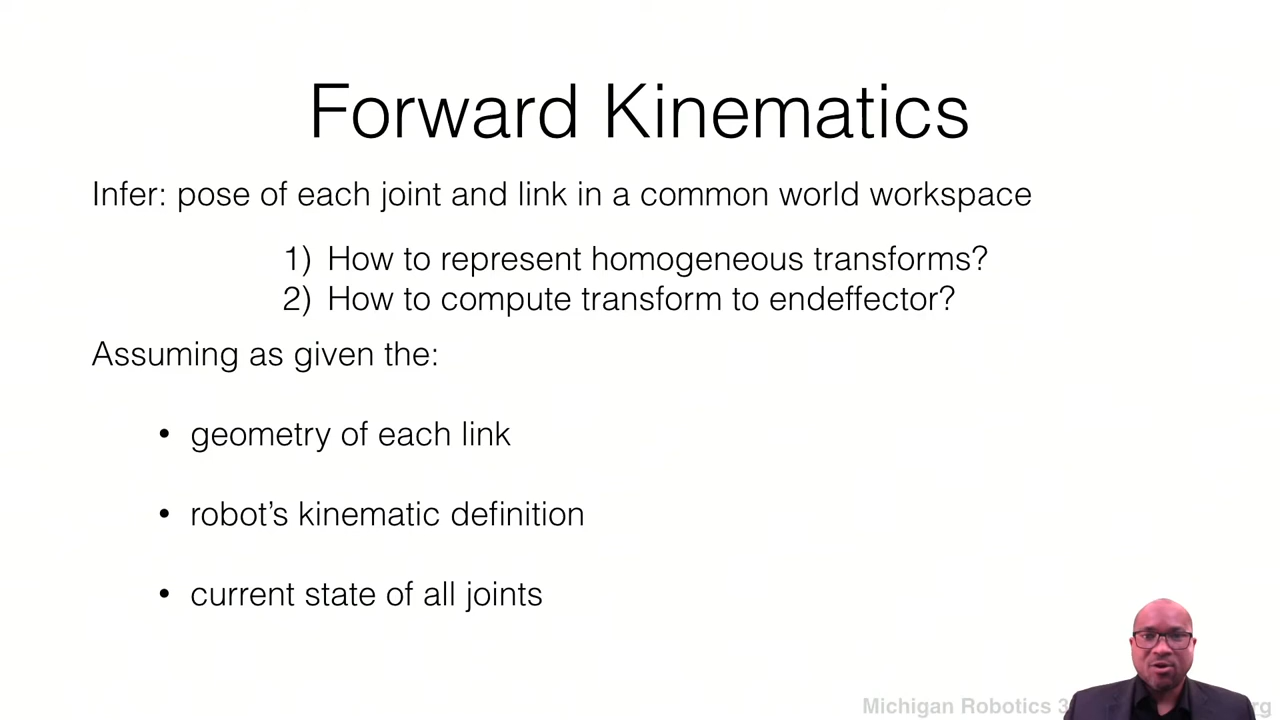 Forward Kinematics
Infer: pose of each joint and link in a common world workspace
1) How to represent homogeneous transforms?
2) How to compute transform to endeffector?
Assuming as given the:
• geometry of each link
• robot’s kinematic definition
• current state of all joints
Michigan Robotics